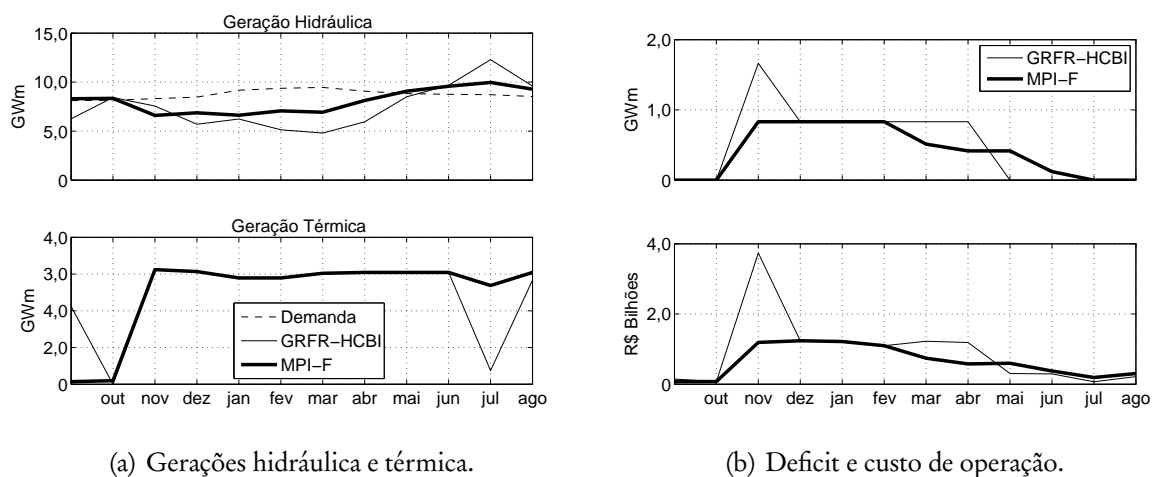 Geração Hidráulica
15,0
10,0
5,0
0
GWm
Geração Térmica
4,0
3,0
4,0
2,0
0
GWm
Demanda
GRFR-HCBI
MPI-F
out nov dez jan fev mar abr mai jun jul ago
(a) Gerações hidráulica e térmica.
2,0
1,0
0
GWm
GRFR-HCBI
MPI-F
4,0
2,0
0
R$ Bilhões
out nov dez jan fev mar abr mai jun jul ago
(b) Deficit e custo de operação.